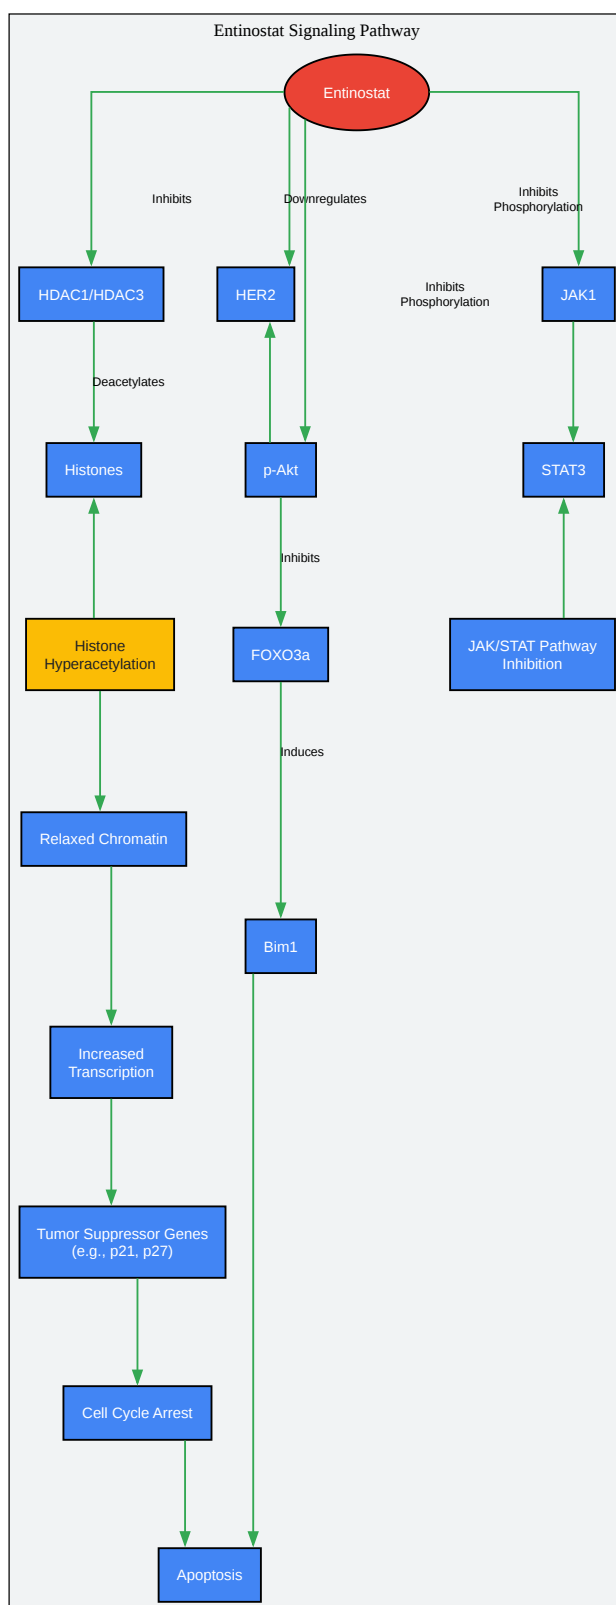 Entinostat Signaling Pathway
Entinostat
Inhibits
Downregulates
Inhibits
Phosphorylation
HDAC1/HDAC3
HER2
Inhibits
Phosphorylation
JAK1
Deacetylates
Histones
p-Akt
STAT3
Inhibits
Histone
Hyperacetylation
FOXO3a
JAK/STAT Pathway
Inhibition
Induces
Relaxed Chromatin
Bim1
Increased
Transcription
Tumor Suppressor Genes
(e.g., p21, p27)
Cell Cycle Arrest
Apoptosis